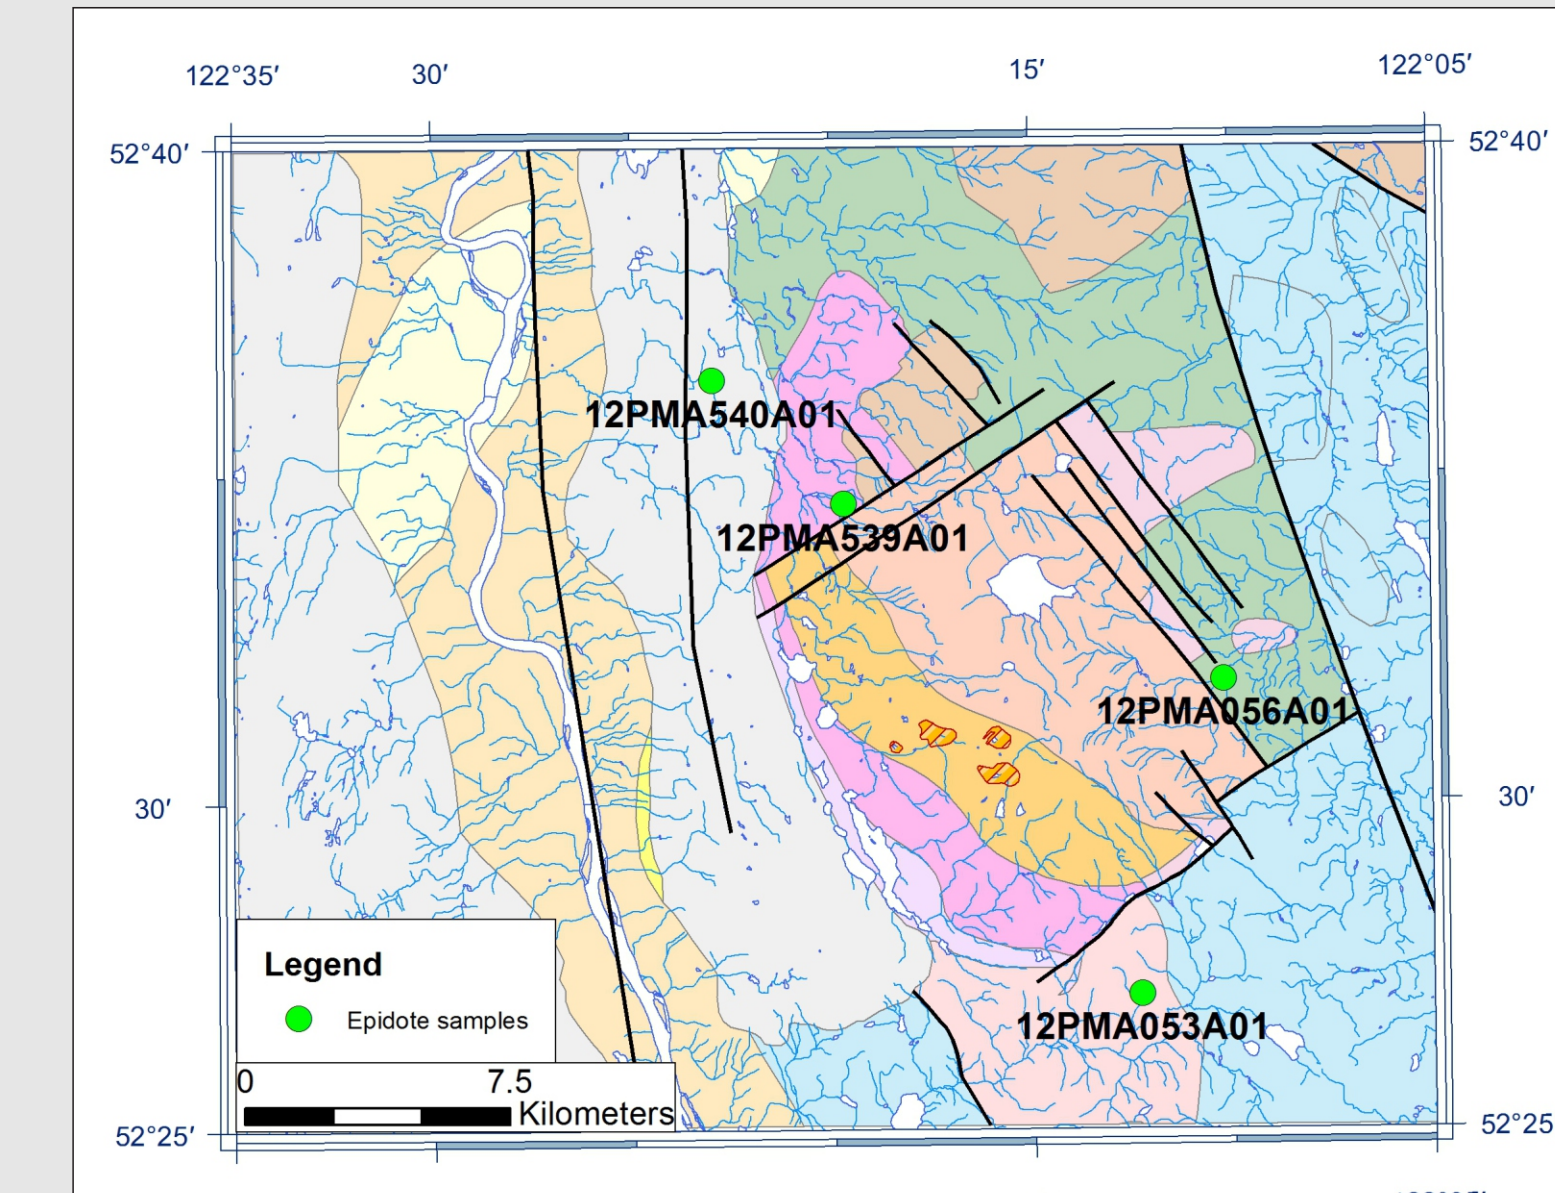 122°35′ 30′ 15′ 122°05′
52°40′ 52°40′
12PMA540A01
12PMA539A01
12PMA056A01
30′ 30′
Legend
Epidote samples
12PMA053A01
0 7.5
Kilometers
52°25′ 52°25